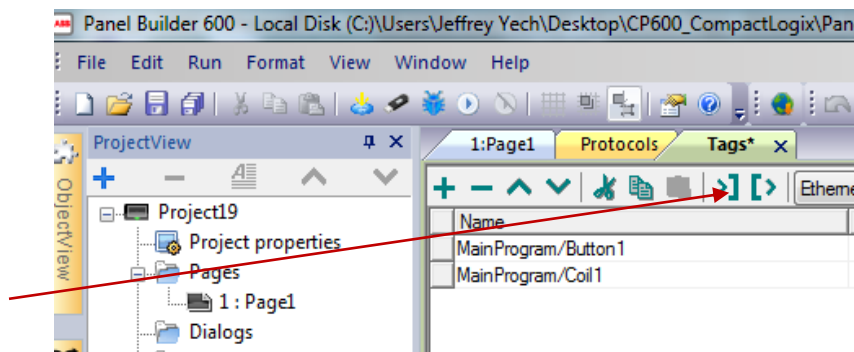 ABB Panel Builder 600 - Local Disk (C:)\Users\Jeffrey Yech\Desktop\CP600_CompactLogix\Pan
File Edit Run Format View Window Help
ProjectView
1:Page1 Protocols Tags*
ObjectView
Project19
Project properties
Pages
1 : Page1
Dialogs
Etherne
Name
MainProgram/Button1
MainProgram/Coil1